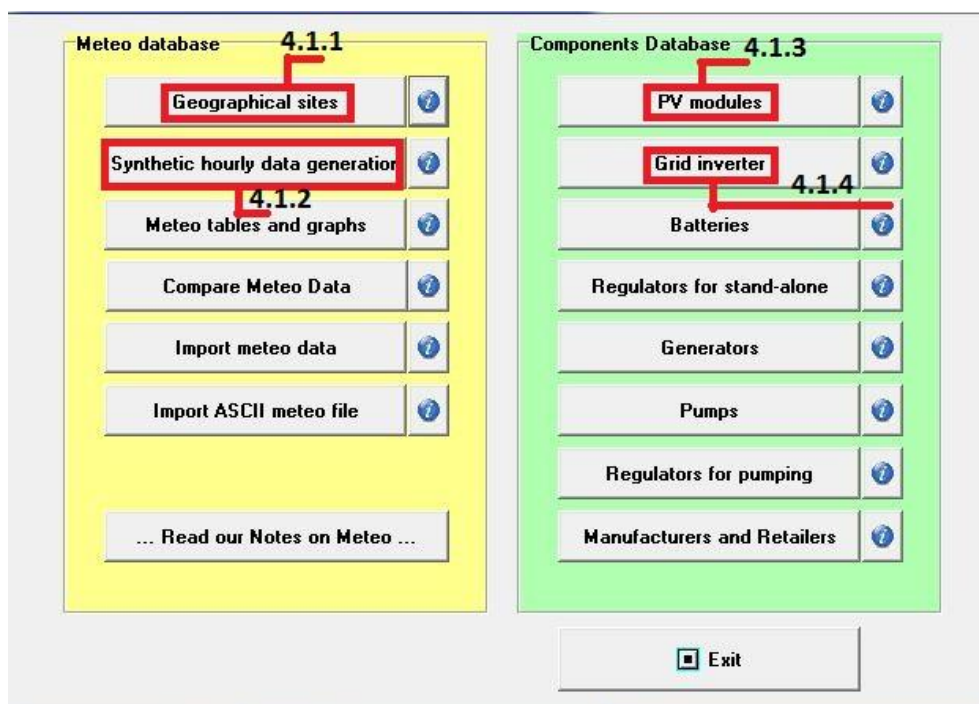 Meteo database
4.1.1
Geographical sites
Synthetic hourly data generation
4.1.2
Meteo tables and graphs
Compare Meteo Data
Import meteo data
Import ASCII meteo file
... Read our Notes on Meteo ...
Components Database
4.1.3
PV modules
Grid inverter
4.1.4
Batteries
Regulators for stand-alone
Generators
Pumps
Regulators for pumping
Manufacturers and Retailers
Exit